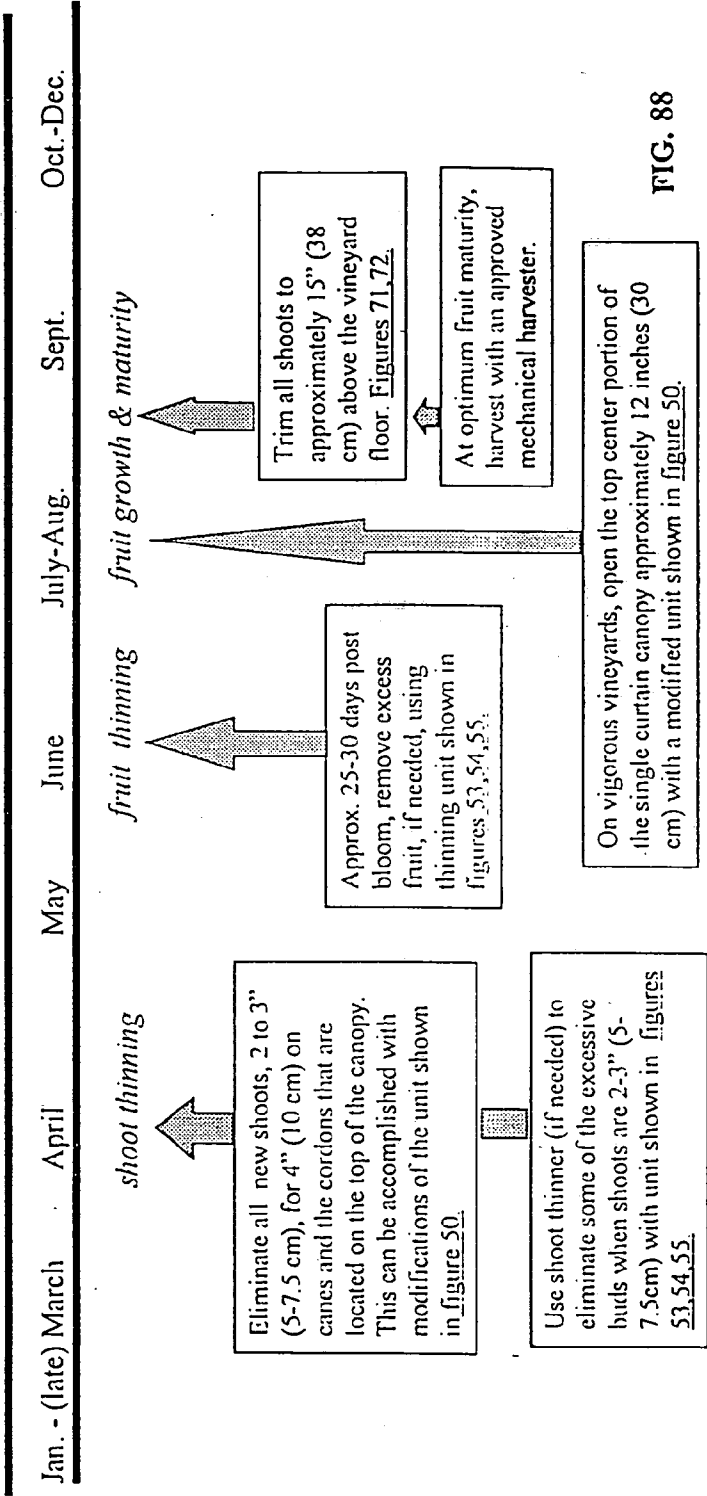 Jan. - (late) March April May June July-Aug. Sept. Oct.-Dec.
shoot thinning
fruit thinning
fruit growth & maturity
Eliminate all new shoots, 2 to 3"
(5-7.5 cm), for 4" (10 cm) on
canes and the cordons that are
located on the top of the canopy.
This can be accomplished with
modifications of the unit shown
in figure 50.
Use shoot thinner (if needed) to
eliminate some of the excessive
buds when shoots are 2-3" (5-
7.5cm) with unit shown in figures
53,54,55.
Approx. 25-30 days post
bloom, remove excess
fruit, if needed, using
thinning unit shown in
figures 53,54,55.
Trim all shoots to
approximately 15" (38
cm) above the vineyard
floor. Figures 71,72.
At optimum fruit maturity,
harvest with an approved
mechanical harvester.
On vigorous vineyards, open the top center portion of
the single curtain canopy approximately 12 inches (30
cm) with a modified unit shown in figure 50.
FIG. 88